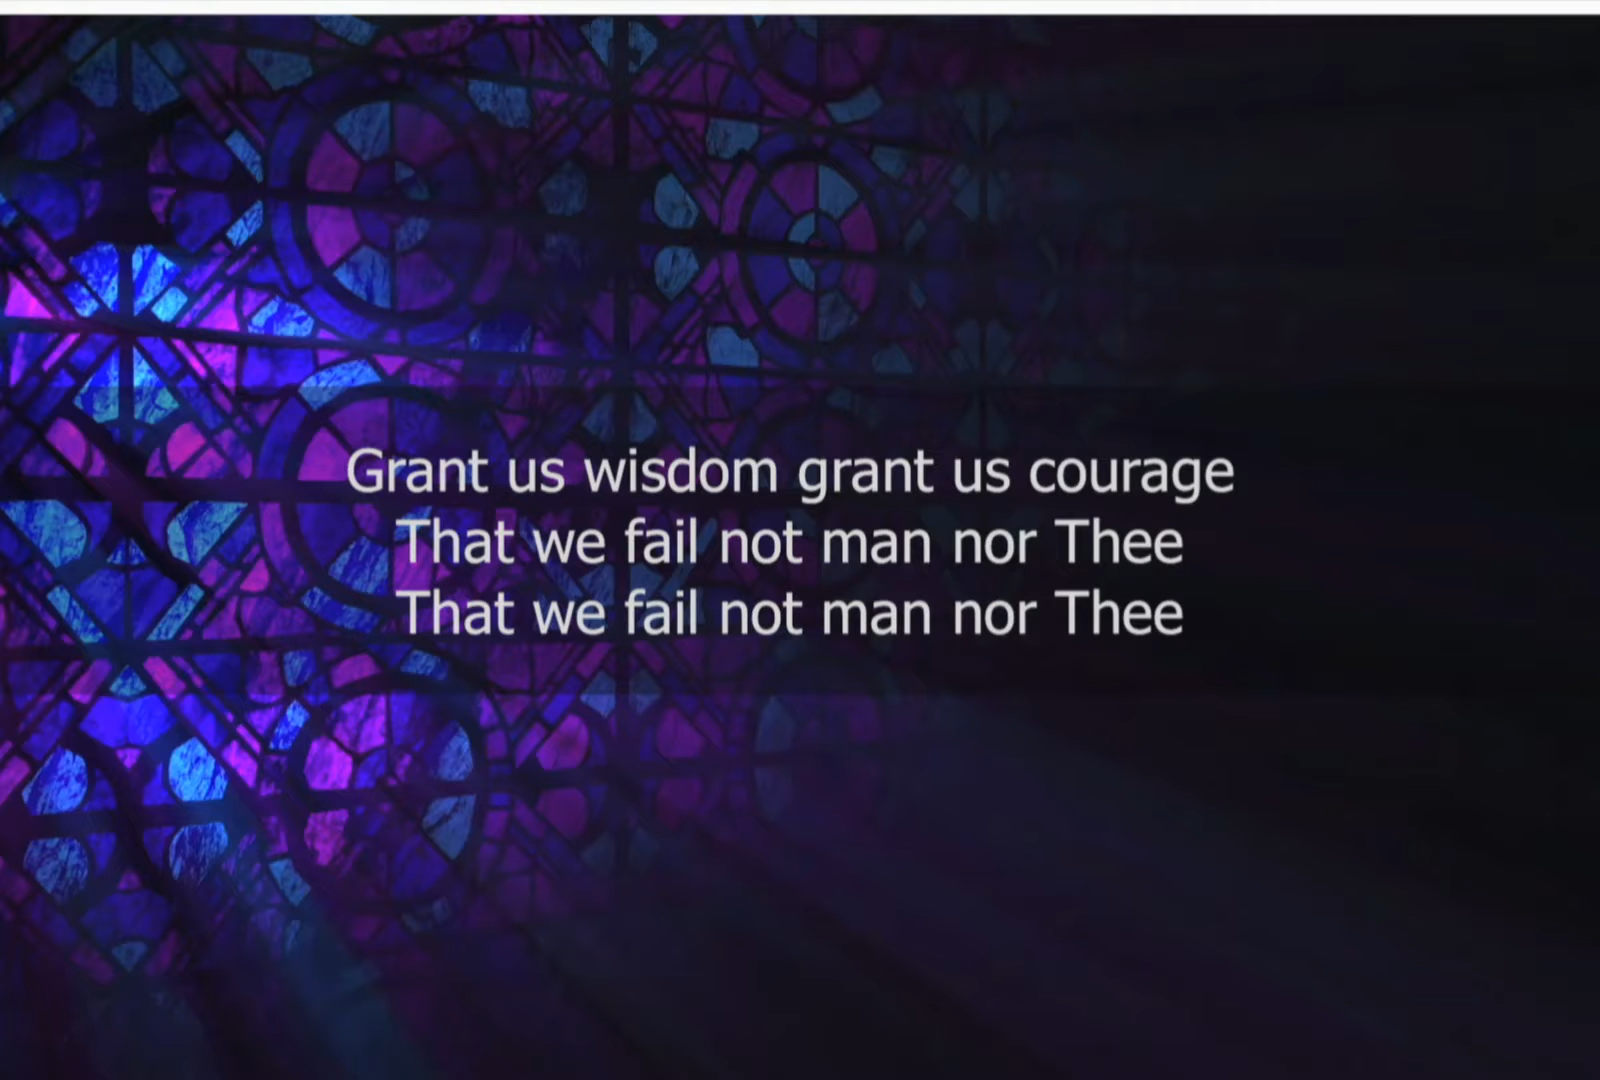 Grant us wisdom grant us courage
That we fail not man nor Thee
That we fail not man nor Thee